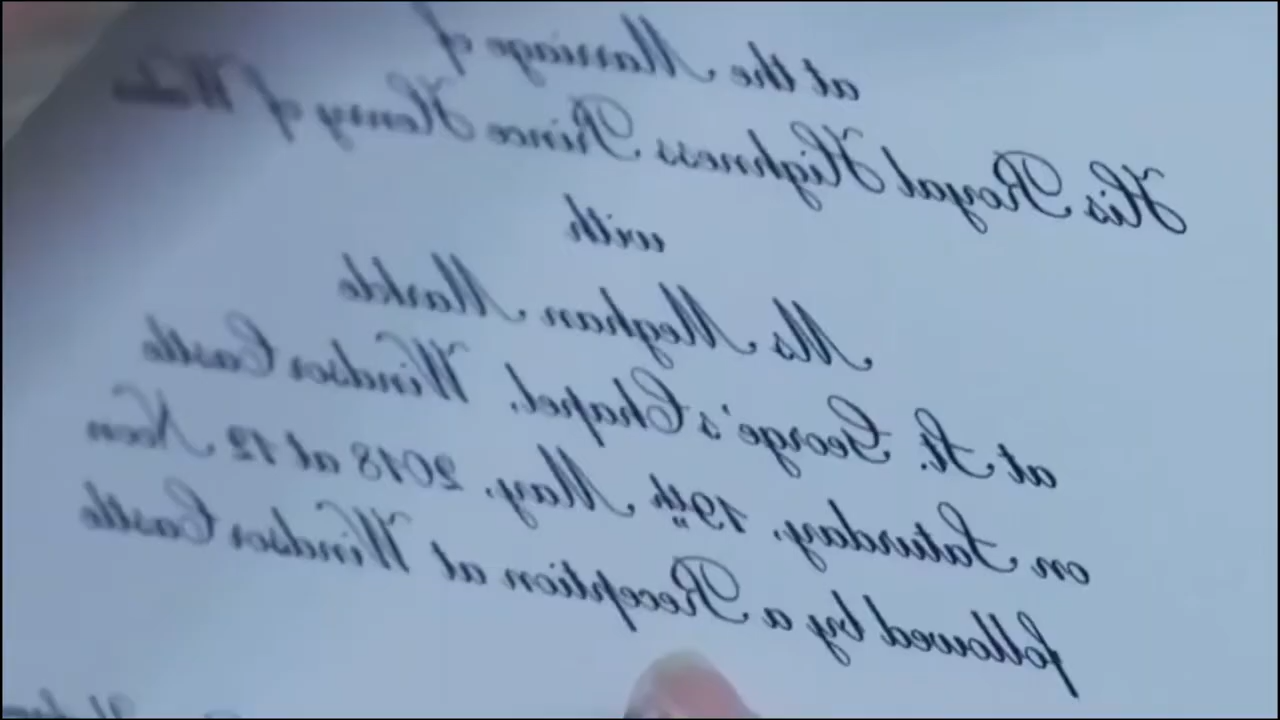 at the Marriage of
His Royal Highness Prince Henry of Wales
with
Ms. Meghan Markle
at St. George's Chapel, Windsor Castle
on Saturday, 19th May, 2018 at 12 Noon
followed by a Reception at Windsor Castle